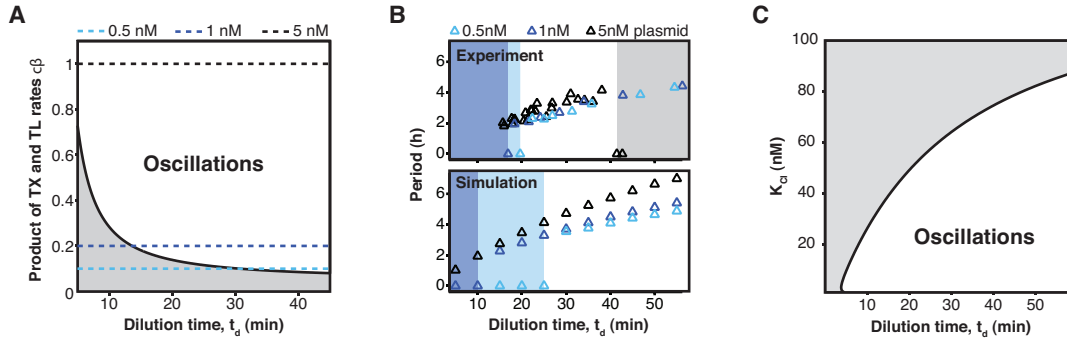 A
0.5 nM 1 nM 5 nM
Product of TX and TL rates cβ
1
0.8
0.6
0.4
0.2
0
Oscillations
10 20 30 40
Dilution time, td (min)
B
0.5nM 1nM 5nM plasmid
Experiment
6
4
2
0
Period (h)
Simulation
6
4
2
0
10 20 30 40 50
Dilution time, td (min)
C
100
80
60
40
20
KCI (nM)
Oscillations
10 20 30 40 50
Dilution time, td (min)